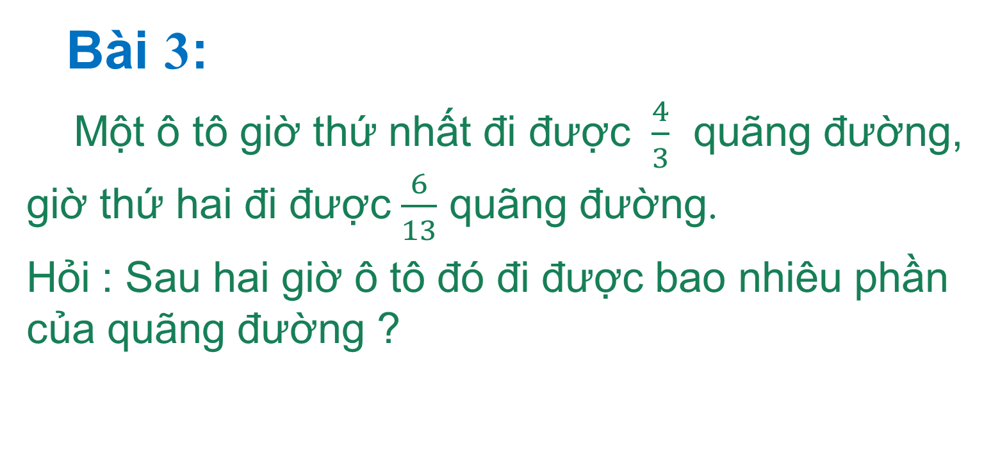 Bài 3:
Một ô tô giờ thứ nhất đi được 4/3 quãng đường,
giờ thứ hai đi được 6/13 quãng đường.
Hỏi : Sau hai giờ ô tô đó đi được bao nhiêu phần
của quãng đường ?